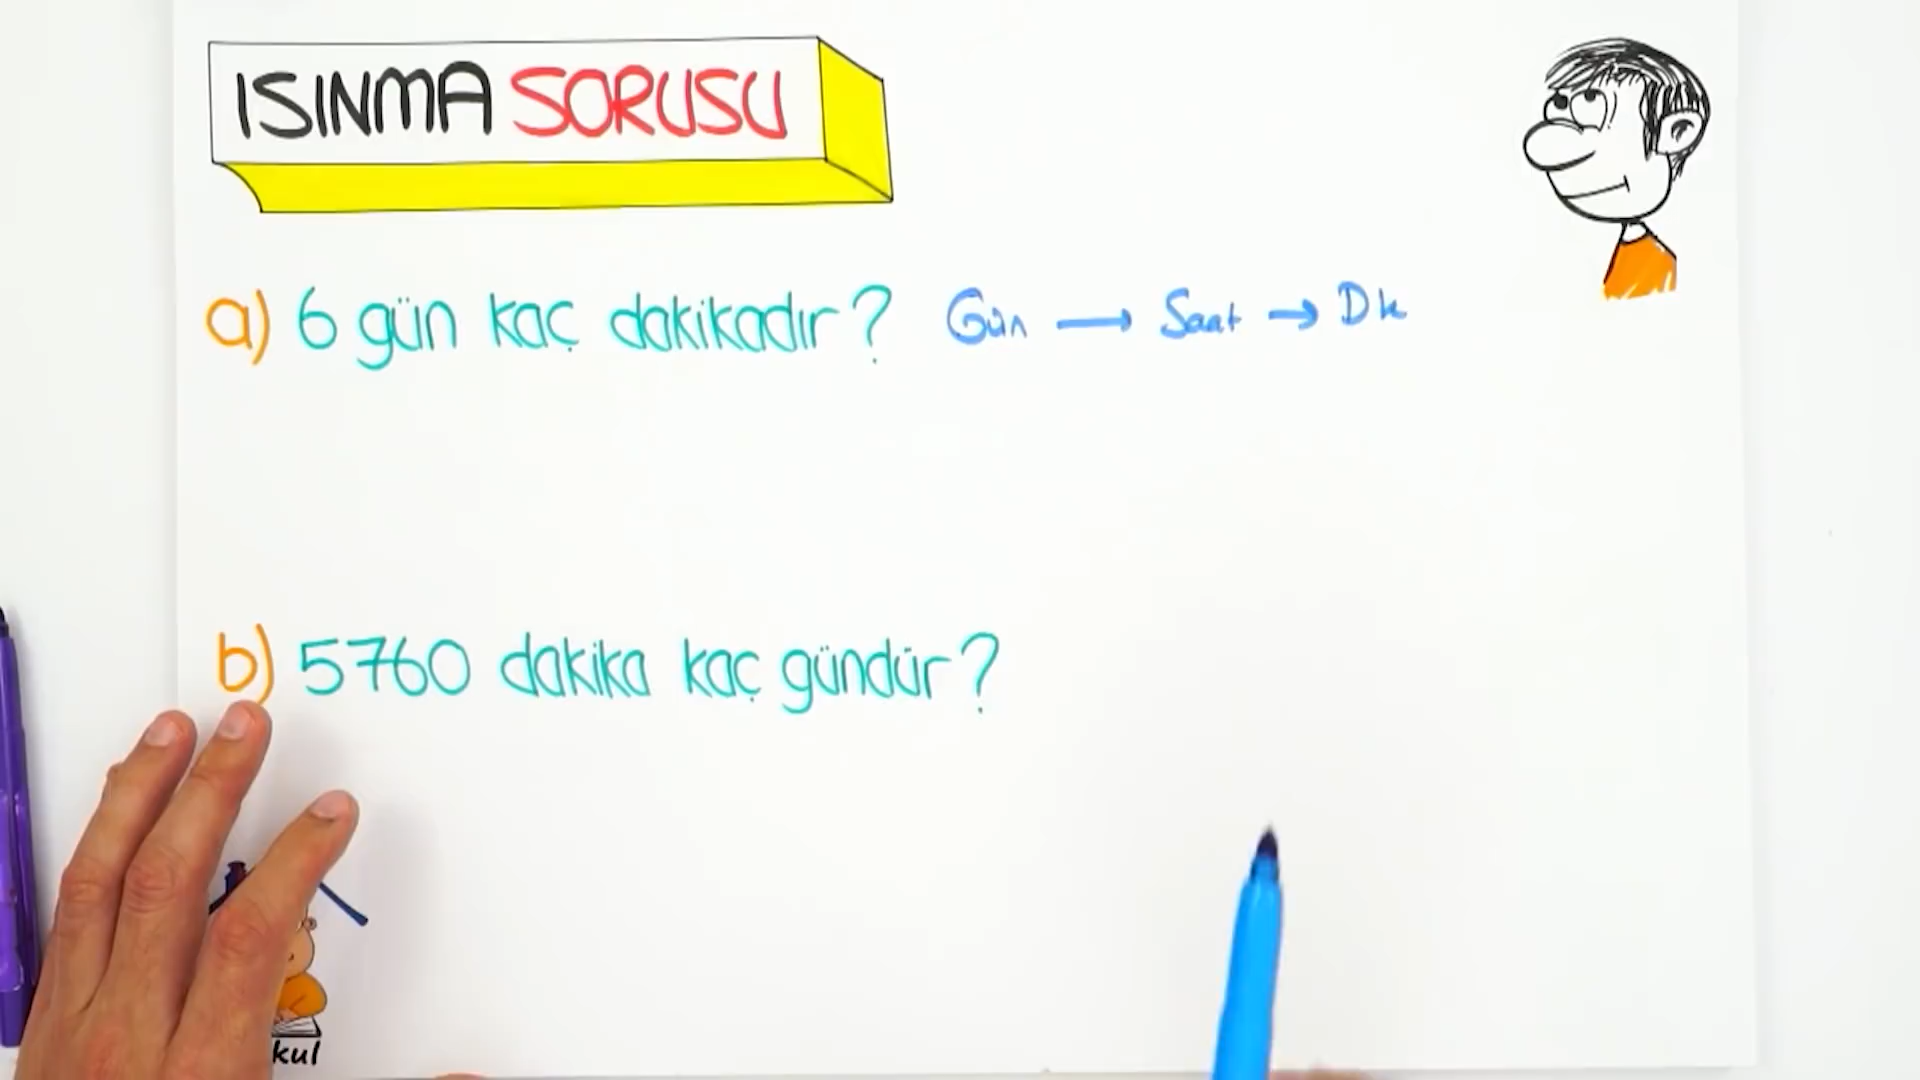 ISINMA SORUSU
a) 6 gün kaç dakikadır? Gün → Saat → Dk
b) 5760 dakika kaç gündür?
kul